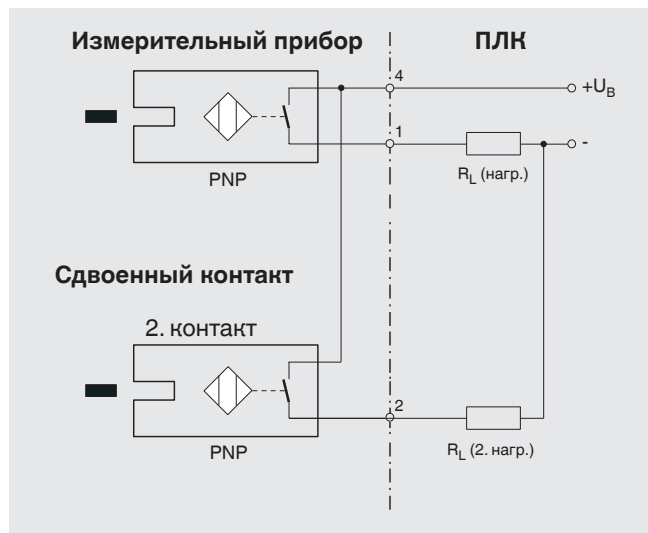 Измерительный прибор
ПЛК
4
+U_B
1
-
R_L (нагр.)
PNP
Сдвоенный контакт
2. контакт
2
PNP
R_L (2. нагр.)